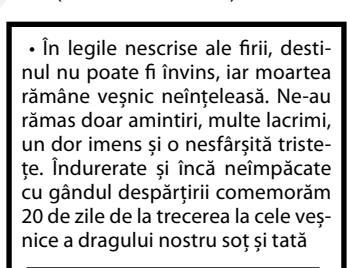 • În legile nescrise ale firii, desti-
nul nu poate fi învins, iar moartea
rămâne veșnic neînțeleasă. Ne-au
rămas doar amintiri, multe lacrimi,
un dor imens și o nesfârșită triste-
țe. Îndurerate și încă neîmpăcate
cu gândul despărțirii comemorăm
20 de zile de la trecerea la cele veș-
nice a dragului nostru soț și tată